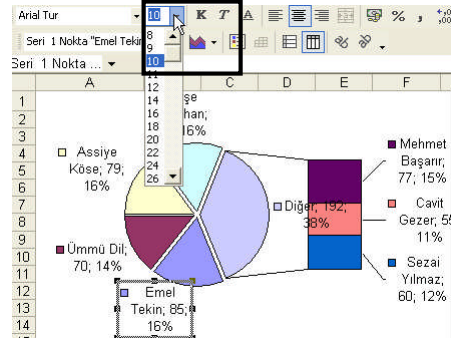 Arial Tur 10 K T A % ,
Seri 1 Nokta "Emel Tekin
Seri 1 Nokta ...
8
9
10
11
12
14
16
18
20
22
24
26
A C D E F
1
2
3
4
5
6
7
8
9
10
11
12
13
14
şe
han;
16%
Assiye
Köse; 79;
16%
Ümmü Dil;
70; 14%
Emel
Tekin; 85;
16%
Diğer; 192;
38%
Mehmet
Başarır;
77; 15%
Cavit
Gezer; 55
11%
Sezai
Yılmaz;
60; 12%